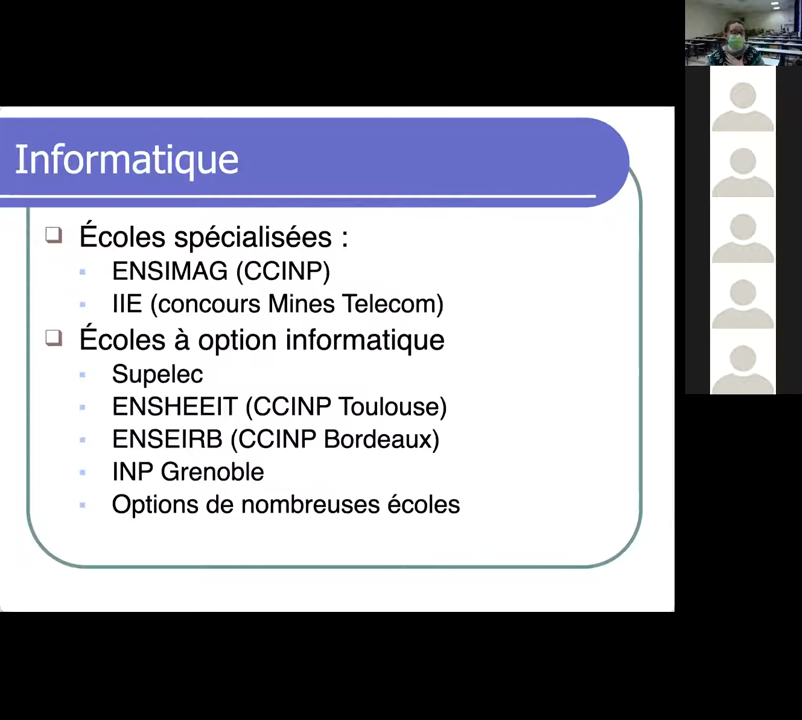 Informatique
Écoles spécialisées :
ENSIMAG (CCINP)
IIE (concours Mines Telecom)
Écoles à option informatique
Supelec
ENSHEEIT (CCINP Toulouse)
ENSEIRB (CCINP Bordeaux)
INP Grenoble
Options de nombreuses écoles